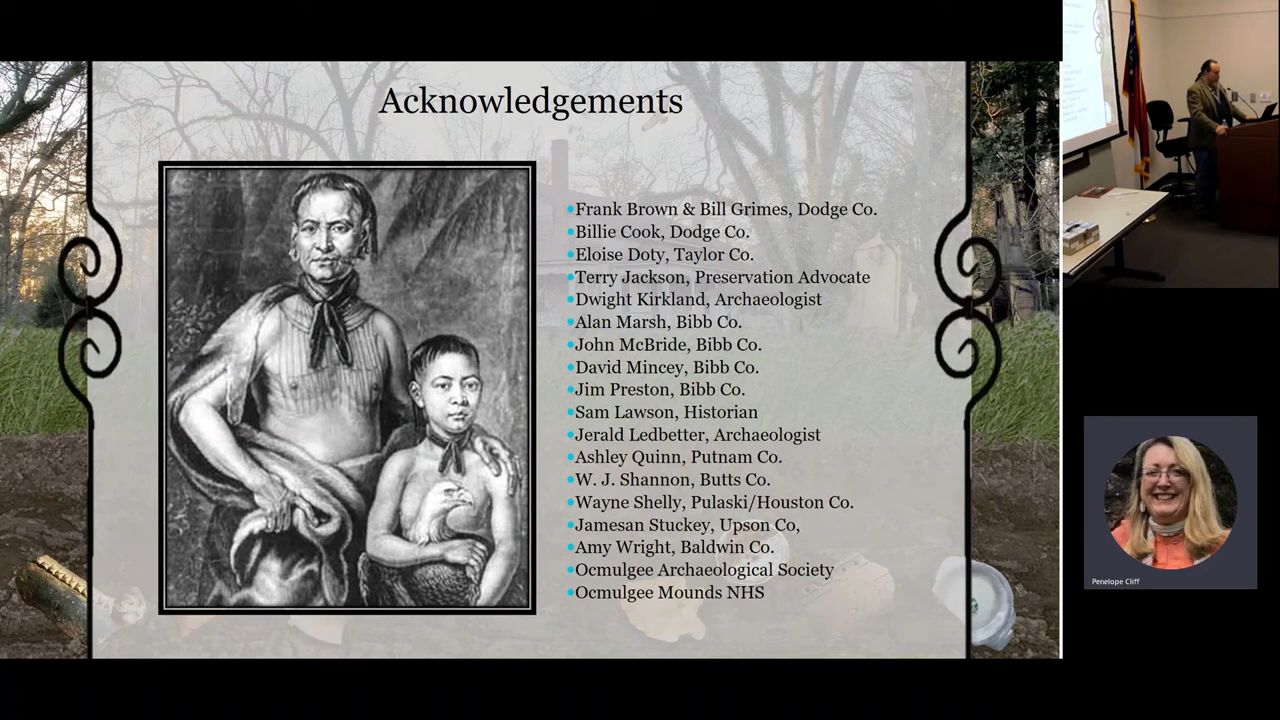 Acknowledgements
Frank Brown & Bill Grimes, Dodge Co.
Billie Cook, Dodge Co.
Eloise Doty, Taylor Co.
Terry Jackson, Preservation Advocate
Dwight Kirkland, Archaeologist
Alan Marsh, Bibb Co.
John McBride, Bibb Co.
David Mincey, Bibb Co.
Jim Preston, Bibb Co.
Sam Lawson, Historian
Jerald Ledbetter, Archaeologist
Ashley Quinn, Putnam Co.
W. J. Shannon, Butts Co.
Wayne Shelly, Pulaski/Houston Co.
Jamesan Stuckey, Upson Co,
Amy Wright, Baldwin Co.
Ocmulgee Archaeological Society
Ocmulgee Mounds NHS
Penelope Cliff